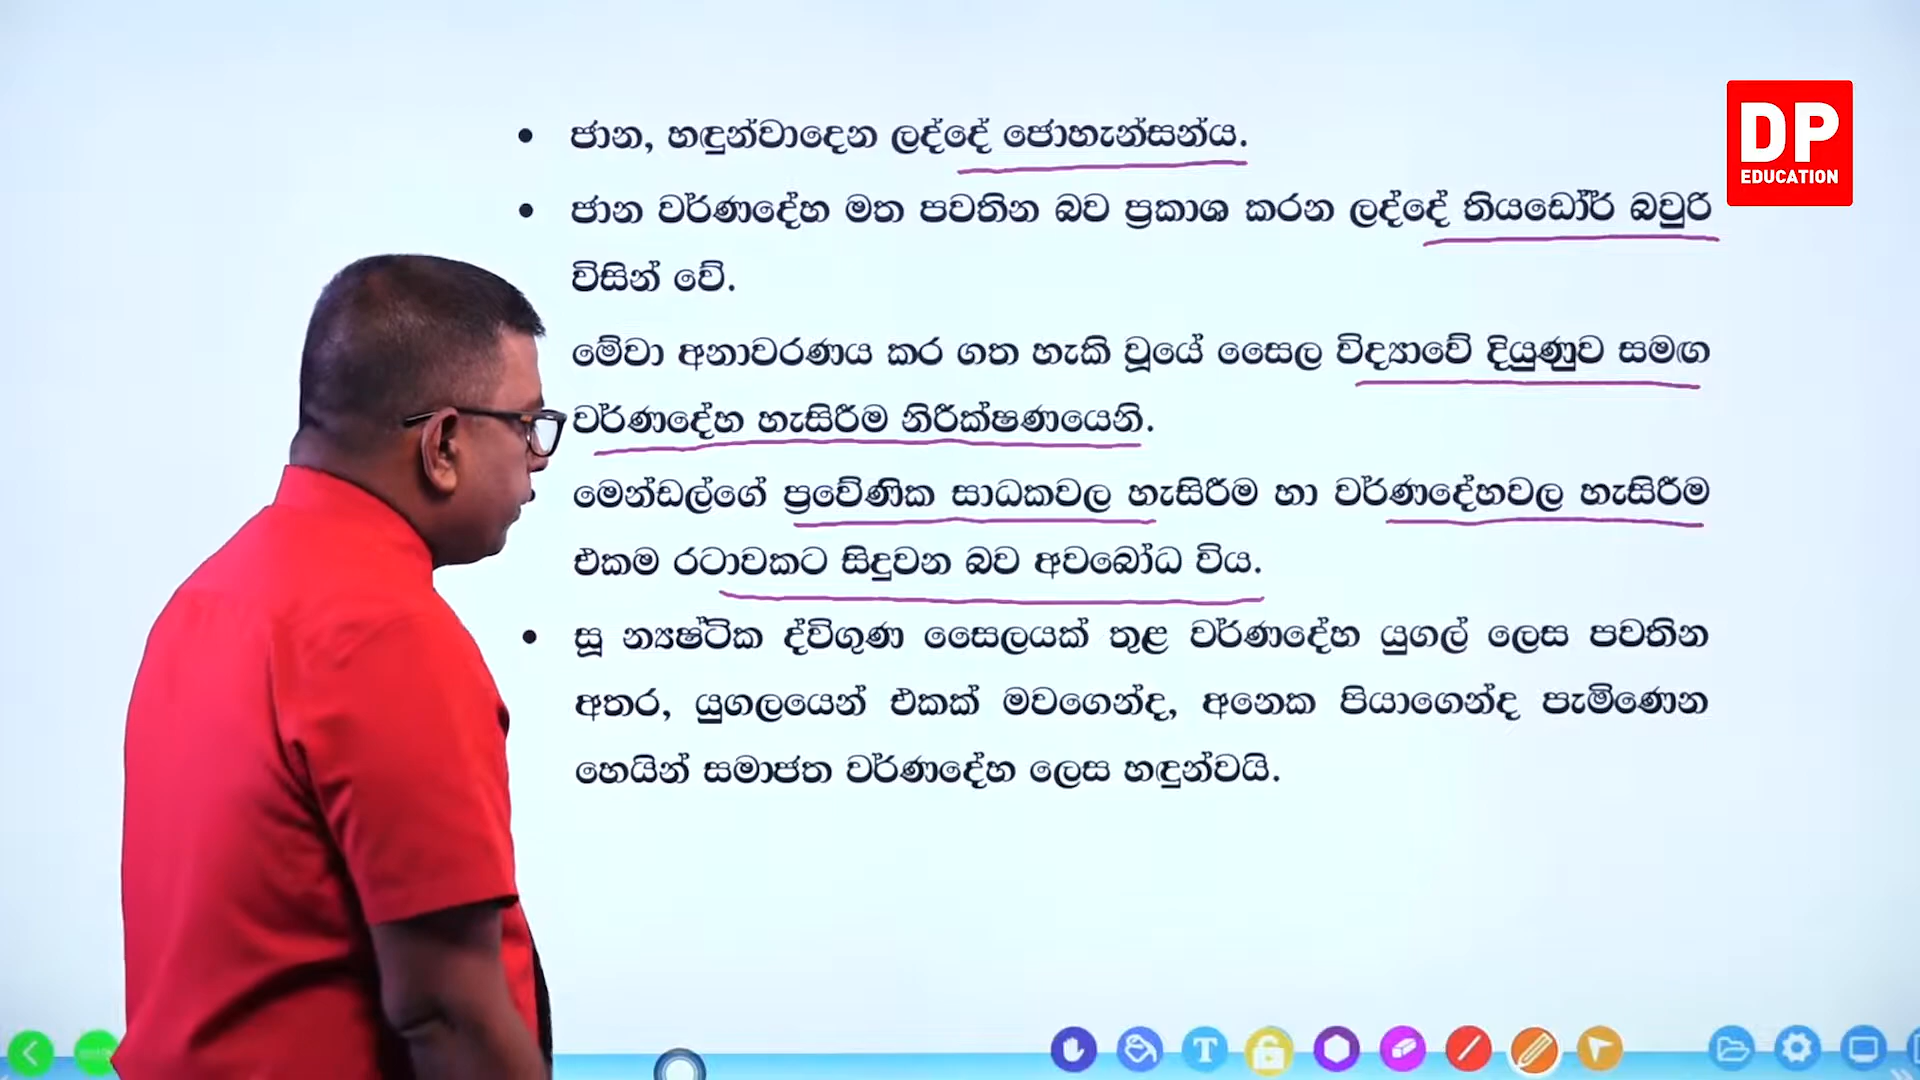 DP
EDUCATION
• ජාන, හඳුන්වාදෙන ලද්දේ ජොහැන්සන්ය.
• ජාන වර්ණදේහ මත පවතින බව ප්‍රකාශ කරන ලද්දේ තියඩෝර් බවුරි
විසින් වේ.
මේවා අනාවරණය කර ගත හැකි වූයේ සෛල විද්‍යාවේ දියුණුව සමඟ
වර්ණදේහ හැසිරීම නිරීක්ෂණයෙනි.
මෙන්ඩල්ගේ ප්‍රවේණික සාධකවල හැසිරීම හා වර්ණදේහවල හැසිරීම
එකම රටාවකට සිදුවන බව අවබෝධ විය.
• සූ න්‍යෂ්ටික ද්විගුණ සෛලයක් තුළ වර්ණදේහ යුගල් ලෙස පවතින
අතර, යුගලයෙන් එකක් මවගෙන්ද, අනෙක පියාගෙන්ද පැමිණෙන
හෙයින් සමාජත වර්ණදේහ ලෙස හඳුන්වයි.